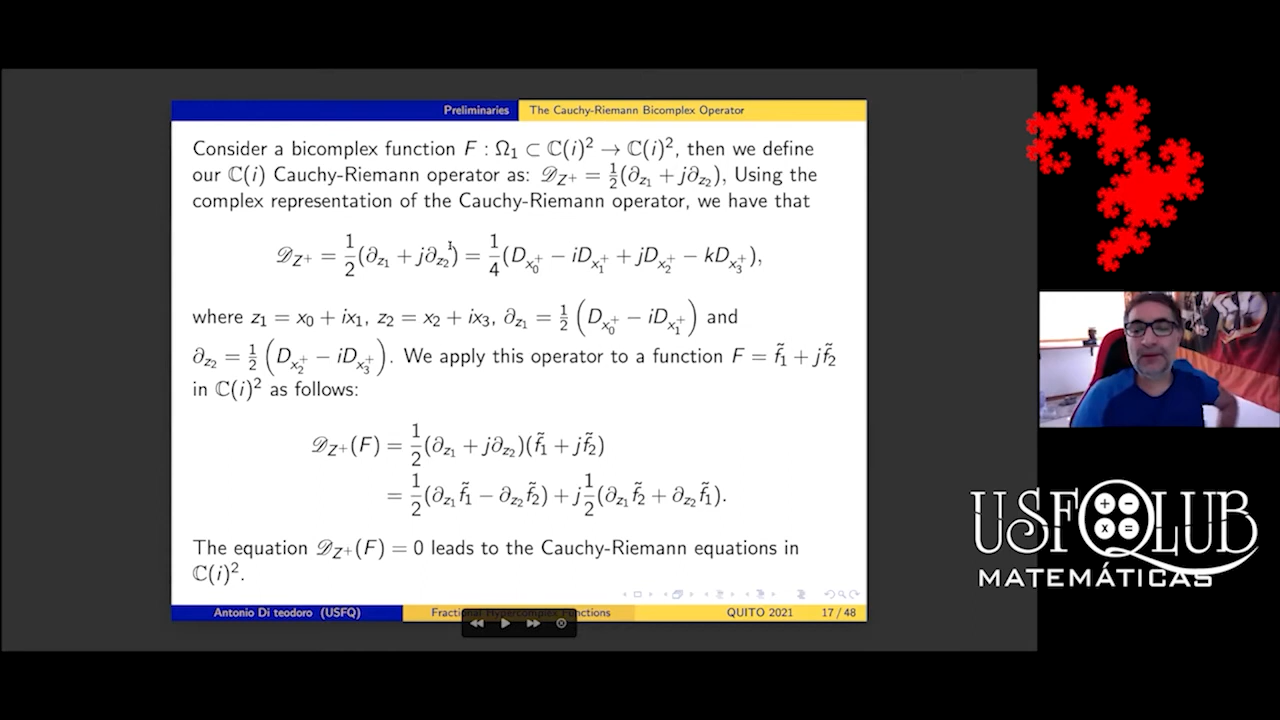 Preliminaries The Cauchy-Riemann Bicomplex Operator
Consider a bicomplex function F : Ω₁ ⊂ ℂ(i)² → ℂ(i)², then we define
our ℂ(i) Cauchy-Riemann operator as: 𝒟_{Z⁺} = ½(∂_{z₁} + j∂_{z₂}), Using the
complex representation of the Cauchy-Riemann operator, we have that
𝒟_{Z⁺} = 1/2(∂_{z₁} + j∂_{z₂}) = 1/4(D_{x₀⁺} − iD_{x₁⁺} + jD_{x₂⁺} − kD_{x₃⁺}),
where z₁ = x₀ + ix₁, z₂ = x₂ + ix₃, ∂_{z₁} = ½(D_{x₀⁺} − iD_{x₁⁺}) and
∂_{z₂} = ½(D_{x₂⁺} − iD_{x₃⁺}). We apply this operator to a function F = f̃₁ + jf̃₂
in ℂ(i)² as follows:
𝒟_{Z⁺}(F) = 1/2(∂_{z₁} + j∂_{z₂})(f̃₁ + jf̃₂)
= 1/2(∂_{z₁}f̃₁ − ∂_{z₂}f̃₂) + j1/2(∂_{z₁}f̃₂ + ∂_{z₂}f̃₁).
The equation 𝒟_{Z⁺}(F) = 0 leads to the Cauchy-Riemann equations in
ℂ(i)².
Antonio Di teodoro (USFQ) Fractional Hypercomplex Functions QUITO 2021 17 / 48
USFQLUB
+ −
× =
MATEMÁTICAS